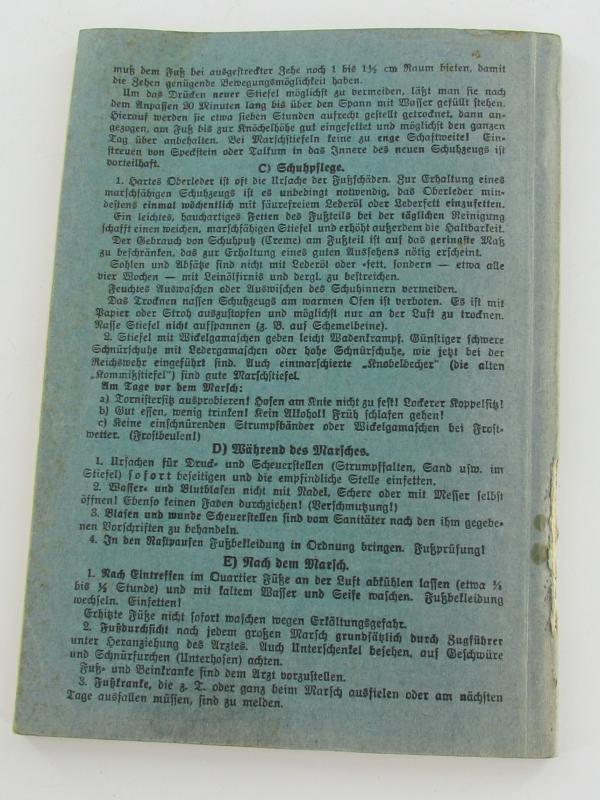 muß dem Fuß bei ausgestreckter Zehe noch 1 bis 1½ cm Raum bieten, damit
die Zehen genügende Bewegungsmöglichkeit haben.
Um das Drücken neuer Stiefel möglichst zu vermeiden, läßt man sie nach
dem Anpassen 20 Minuten lang bis über den Spann mit Wasser gefüllt stehen.
Hierauf werden sie etwa sieben Stunden aufrecht gestellt getrocknet, dann an-
gezogen, am Fuß bis zur Knöchelhöhe gut eingefettet und möglichst den ganzen
Tag über anbehalten. Bei Marschstiefeln keine zu enge Schaftweite! Ein-
streuen von Speckstein oder Talkum in das Innere des neuen Schuhzeugs ist
vorteilhaft.
C) Schuhpflege.
1. Hartes Oberleder ist oft die Ursache der Fußschäden. Zur Erhaltung eines
marschfähigen Schuhzeugs ist es unbedingt notwendig, das Oberleder min-
destens einmal wöchentlich mit säurefreiem Lederöl oder Lederfett einzufetten.
Ein leichtes, hauchartiges Fetten des Fußteils bei der täglichen Reinigung
schafft einen weichen, marschfähigen Stiefel und erhöht außerdem die Haltbarkeit.
Der Gebrauch von Schuhputz (Creme) am Fußteil ist auf das geringste Maß
zu beschränken, das zur Erhaltung eines guten Aussehens nötig erscheint.
Sohlen und Absätze sind nicht mit Lederöl oder -fett, sondern — etwa alle
vier Wochen — mit Leinölfirnis und dergl. zu bestreichen.
Feuchtes Auswaschen oder Auswischen des Schuhinnern vermeiden.
Das Trocknen nassen Schuhzeugs am warmen Ofen ist verboten. Es ist mit
Papier oder Stroh auszustopfen und möglichst nur an der Luft zu trocknen.
Nasse Stiefel nicht aufspannen (z. B. auf Schemelbeine).
2. Stiefel mit Wickelgamaschen geben leicht Wadenkrampf. Günstiger schwere
Schnürschuhe mit Ledergamaschen oder hohe Schnürschuhe, wie jetzt bei der
Reichswehr eingeführt sind. Auch einmarschierte „Knobelbecher“ (die alten
„Kommißstiefel“) sind gute Marschstiefel.
Am Tage vor dem Marsch:
a) Tornistersitz ausprobieren! Hosen am Knie nicht zu fest! Lockerer Koppelsitz!
b) Gut essen, wenig trinken! Kein Alkohol! Früh schlafen gehen!
c) Keine einschnürenden Strumpfbänder oder Wickelgamaschen bei Frost-
wetter. (Frostbeulen!)
D) Während des Marsches.
1. Ursachen für Druck- und Scheuerstellen (Strumpffalten, Sand usw. im
Stiefel) sofort beseitigen und die empfindliche Stelle einfetten.
2. Wasser- und Blutblasen nicht mit Nadel, Schere oder mit Messer selbst
öffnen! Ebenso keinen Faden durchziehen! (Verschmutzung!)
3. Blasen und wunde Scheuerstellen sind vom Sanitäter nach den ihm gegebe-
nen Vorschriften zu behandeln.
4. In den Rastpausen Fußbekleidung in Ordnung bringen. Fußprüfung!
E) Nach dem Marsch.
1. Nach Eintreffen im Quartier Füße an der Luft abkühlen lassen (etwa ¼
bis ½ Stunde) und mit kaltem Wasser und Seife waschen. Fußbekleidung
wechseln. Einfetten!
Erhitzte Füße nicht sofort waschen wegen Erkältungsgefahr.
2. Fußdurchsicht nach jedem großen Marsch grundsätzlich durch Zugführer
unter Heranziehung des Arztes. Auch Unterschenkel besehen, auf Geschwüre
und Schnürfurchen (Unterhosen) achten.
Fuß- und Beinkranke sind dem Arzt vorzustellen.
3. Fußkranke, die z. T. oder ganz beim Marsch ausfielen oder am nächsten
Tage ausfallen müssen, sind zu melden.